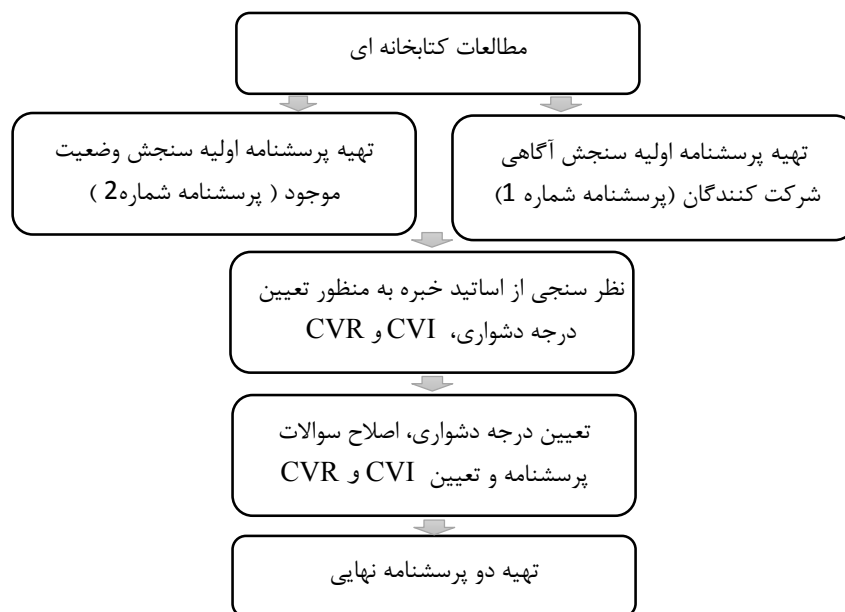 مطالعات کتابخانه ای
تهیه پرسشنامه اولیه سنجش آگاهی
شرکت کنندگان (پرسشنامه شماره 1)
تهیه پرسشنامه اولیه سنجش وضعیت
موجود ( پرسشنامه شماره2 )
نظر سنجی از اساتید خبره به منظور تعیین
درجه دشواری، CVI و CVR
تعیین درجه دشواری، اصلاح سوالات
پرسشنامه و تعیین CVI و CVR
تهیه دو پرسشنامه نهایی